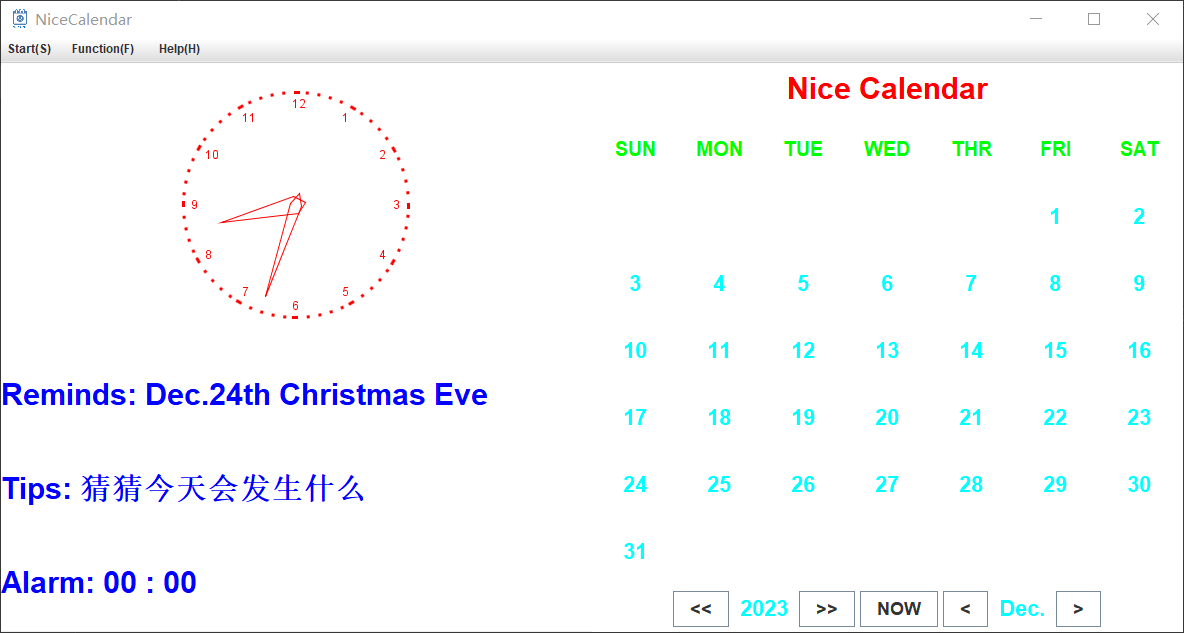 NiceCalendar
Start(S) Function(F) Help(H)
12
11 1
10 2
9 3
8 4
7 5
6
Reminds: Dec.24th Christmas Eve
Tips: 猜猜今天会发生什么
Alarm: 00 : 00
Nice Calendar
SUN MON TUE WED THR FRI SAT
1 2
3 4 5 6 7 8 9
10 11 12 13 14 15 16
17 18 19 20 21 22 23
24 25 26 27 28 29 30
31
<< 2023 >> NOW < Dec. >